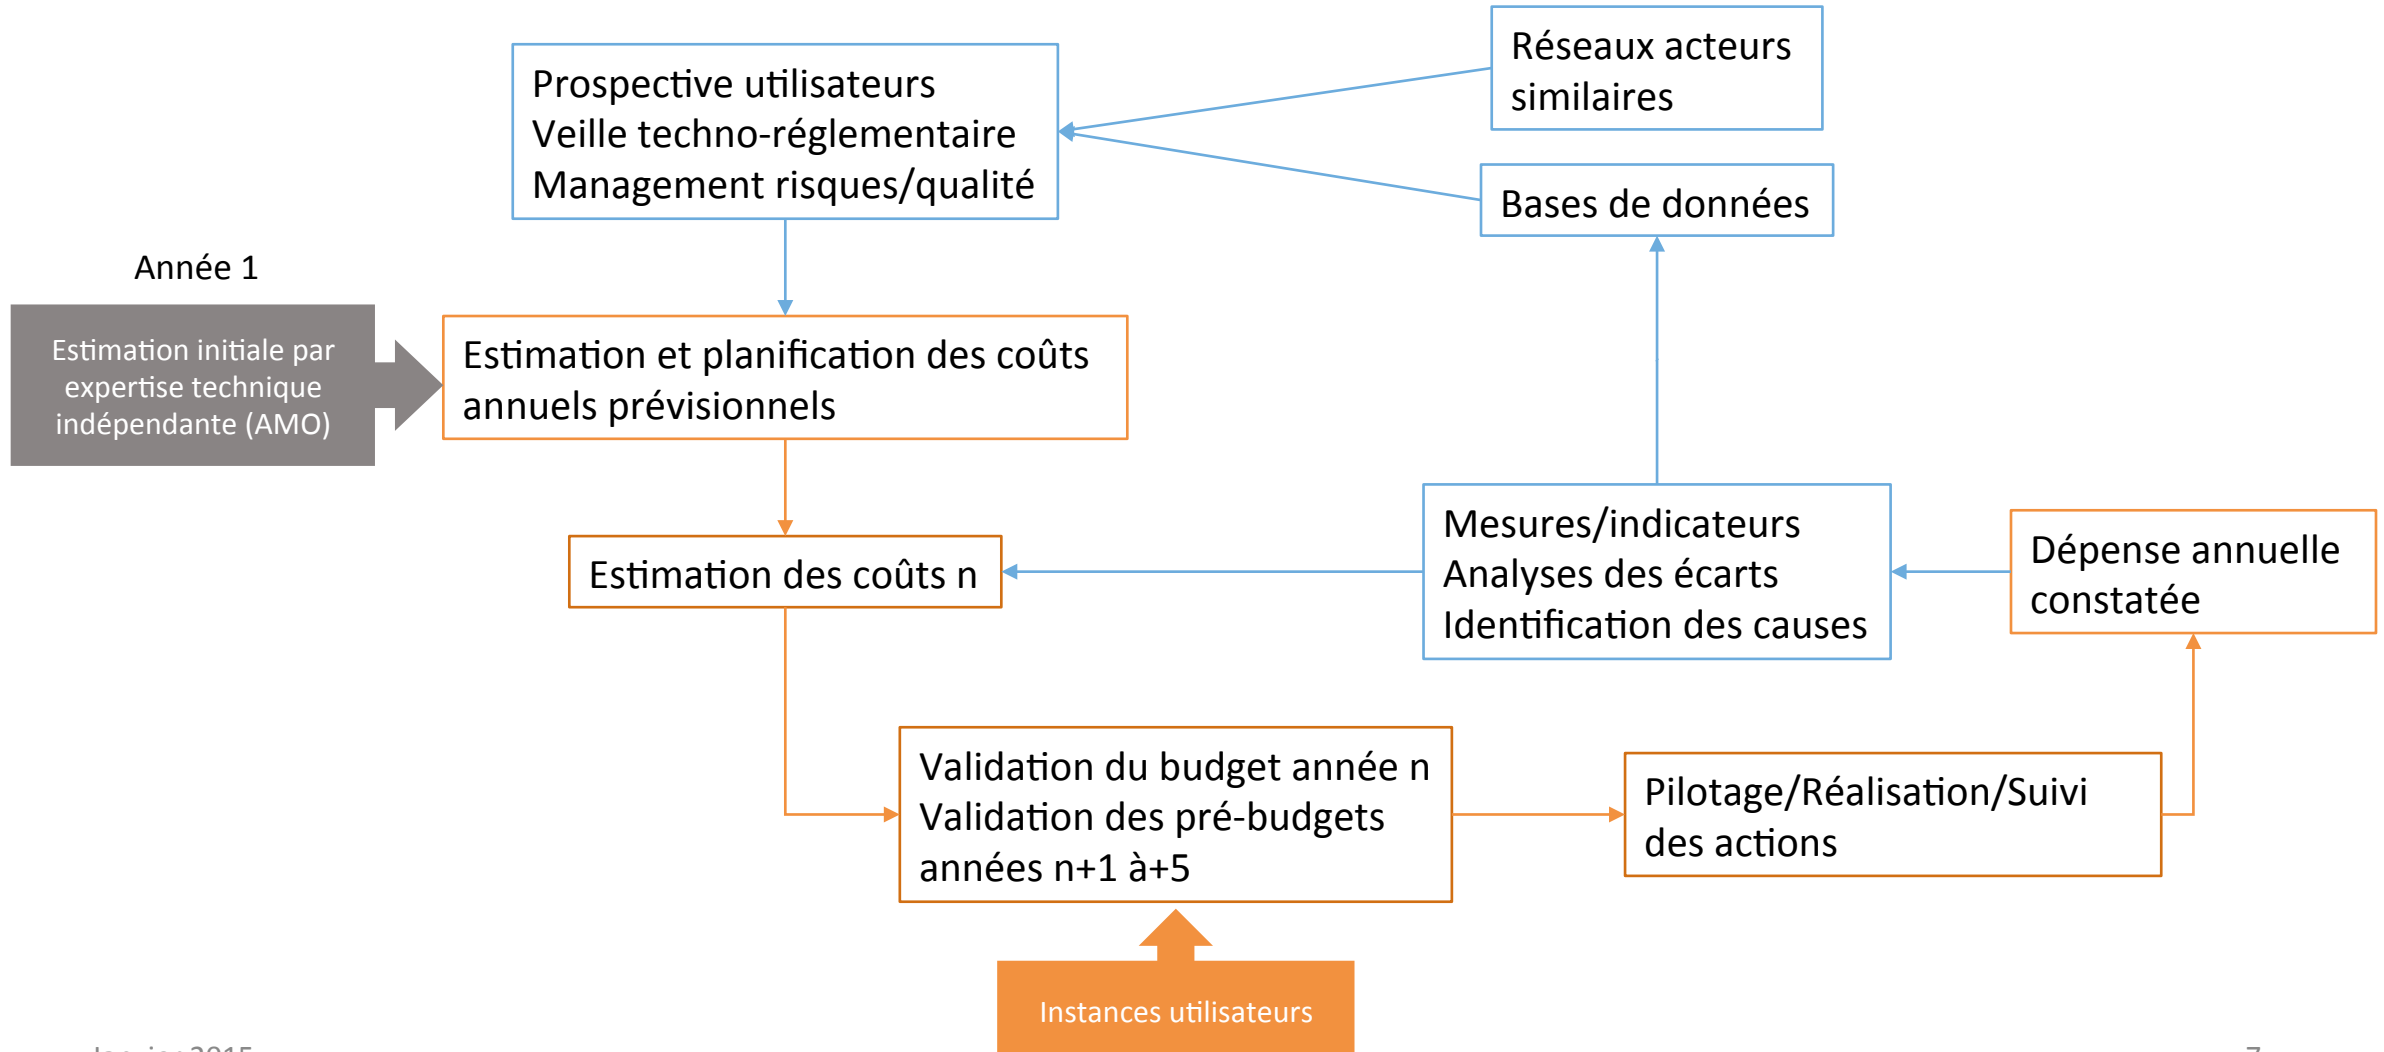 Réseaux acteurs
similaires
Prospective utilisateurs
Veille techno-réglementaire
Management risques/qualité
Bases de données
Année 1
Estimation initiale par
expertise technique
indépendante (AMO)
Estimation et planification des coûts
annuels prévisionnels
Mesures/indicateurs
Analyses des écarts
Identification des causes
Dépense annuelle
constatée
Estimation des coûts n
Validation du budget année n
Validation des pré-budgets
années n+1 à+5
Pilotage/Réalisation/Suivi
des actions
Instances utilisateurs
Janvier 2015
7